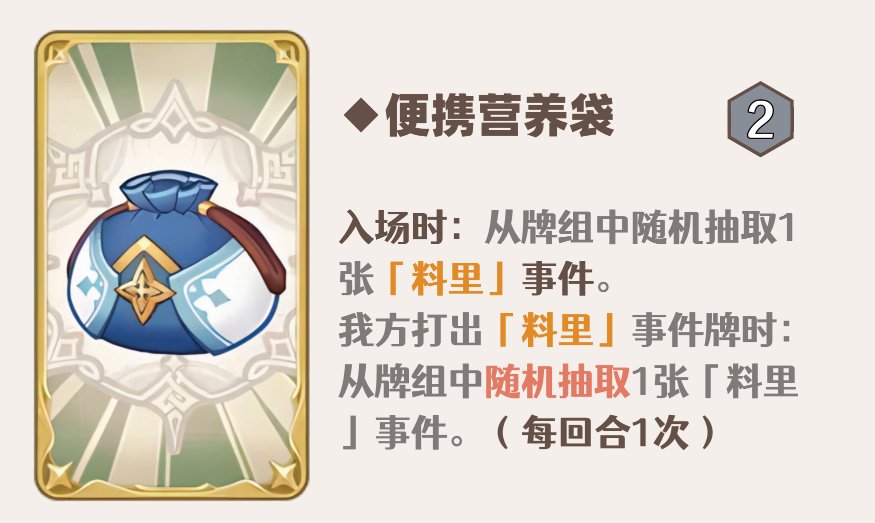 ◆便携营养袋
2
入场时：从牌组中随机抽取1
张「料里」事件。
我方打出「料里」事件牌时：
从牌组中随机抽取1张「料里
」事件。（每回合1次）